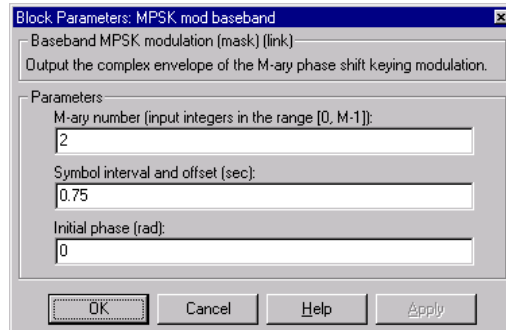 Block Parameters: MPSK mod baseband
Baseband MPSK modulation (mask) (link)
Output the complex envelope of the M-ary phase shift keying modulation.
Parameters
M-ary number (input integers in the range [0, M-1]):
2
Symbol interval and offset (sec):
0.75
Initial phase (rad):
0
OK Cancel Help Apply